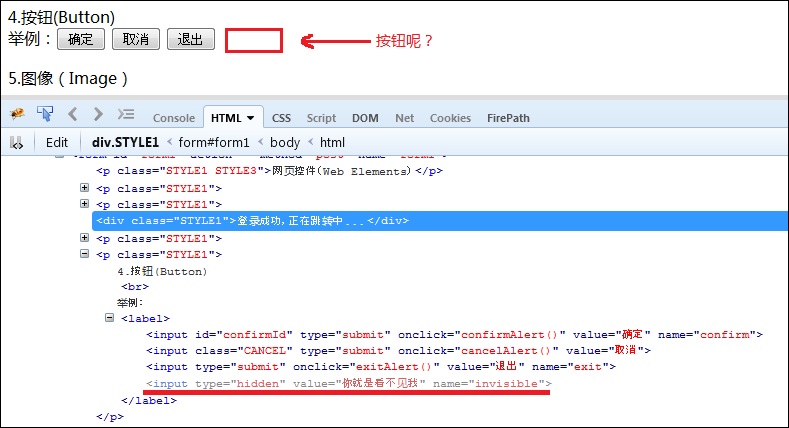 4.按钮(Button)
举例： 确定 取消 退出
按钮呢？
5.图像（Image）
Console HTML CSS Script DOM Net Cookies FirePath
Edit div.STYLE1 < form#form1 < body < html
<p class="STYLE1 STYLE3">网页控件(Web Elements)</p>
<p class="STYLE1">
<p class="STYLE1">
<div class="STYLE1">登录成功,正在跳转中...</div>
<p class="STYLE1">
<p class="STYLE1">
4.按钮(Button)
<br>
举例:
<label>
<input id="confirmId" type="submit" onclick="confirmAlert()" value="确定" name="confirm">
<input class="CANCEL" type="submit" onclick="cancelAlert()" value="取消">
<input type="submit" onclick="exitAlert()" value="退出" name="exit">
<input type="hidden" value="你就是看不见我" name="invisible">
</label>
</p>